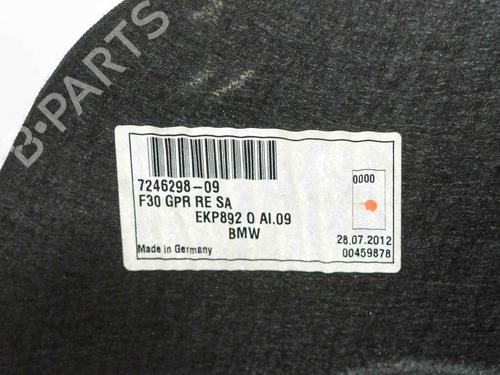 B-PARTS
7246298-09
0000
F30 GPR RE SA
EKP892 O AI.09
BMW
28.07.2012
Made in Germany
00459878